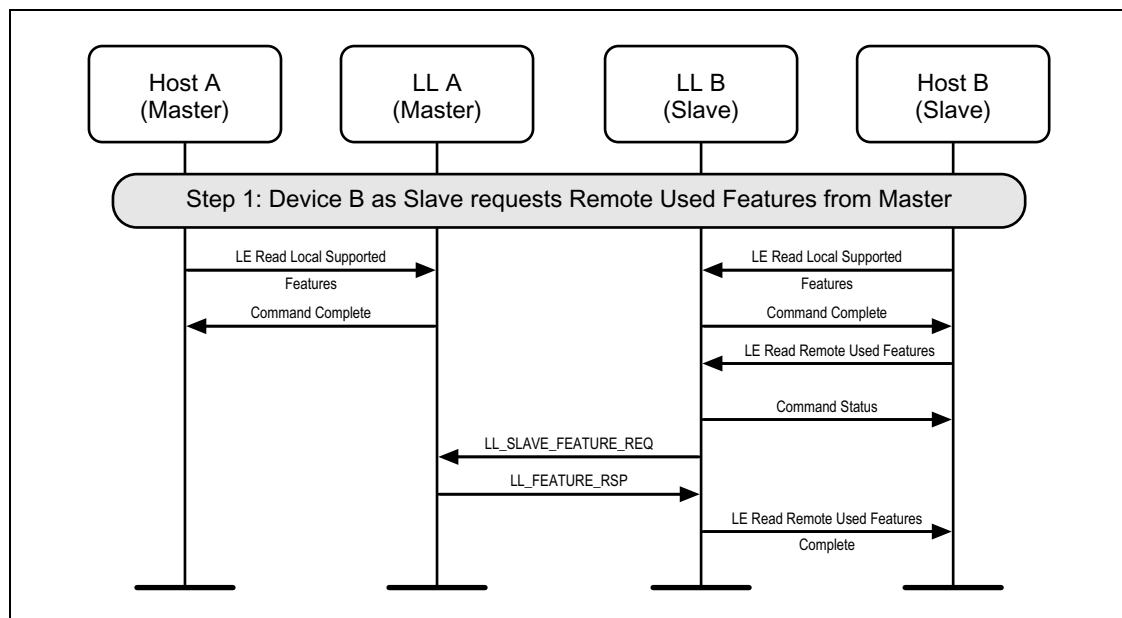 Host A
(Master)
LL A
(Master)
LL B
(Slave)
Host B
(Slave)
Step 1: Device B as Slave requests Remote Used Features from Master
LE Read Local Supported
Features
LE Read Local Supported
Features
Command Complete
Command Complete
LE Read Remote Used Features
Command Status
LL_SLAVE_FEATURE_REQ
LL_FEATURE_RSP
LE Read Remote Used Features
Complete